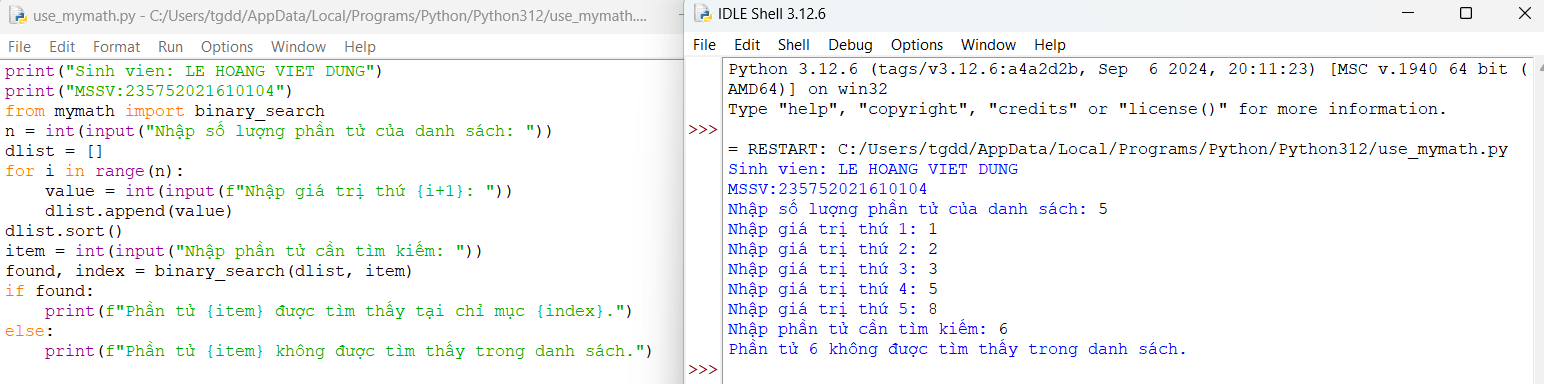 use_mymath.py - C:/Users/tgdd/AppData/Local/Programs/Python/Python312/use_mymath....
File Edit Format Run Options Window Help
print("Sinh vien: LE HOANG VIET DUNG")
print("MSSV:235752021610104")
from mymath import binary_search
n = int(input("Nhập số lượng phần tử của danh sách: "))
dlist = []
for i in range(n):
    value = int(input(f"Nhập giá trị thứ {i+1}: "))
    dlist.append(value)
dlist.sort()
item = int(input("Nhập phần tử cần tìm kiếm: "))
found, index = binary_search(dlist, item)
if found:
    print(f"Phần tử {item} được tìm thấy tại chỉ mục {index}.")
else:
    print(f"Phần tử {item} không được tìm thấy trong danh sách.")
IDLE Shell 3.12.6
File Edit Shell Debug Options Window Help
Python 3.12.6 (tags/v3.12.6:a4a2d2b, Sep  6 2024, 20:11:23) [MSC v.1940 64 bit (
AMD64)] on win32
Type "help", "copyright", "credits" or "license()" for more information.
>>>
= RESTART: C:/Users/tgdd/AppData/Local/Programs/Python/Python312/use_mymath.py
Sinh vien: LE HOANG VIET DUNG
MSSV:235752021610104
Nhập số lượng phần tử của danh sách: 5
Nhập giá trị thứ 1: 1
Nhập giá trị thứ 2: 2
Nhập giá trị thứ 3: 3
Nhập giá trị thứ 4: 5
Nhập giá trị thứ 5: 8
Nhập phần tử cần tìm kiếm: 6
Phần tử 6 không được tìm thấy trong danh sách.
>>>